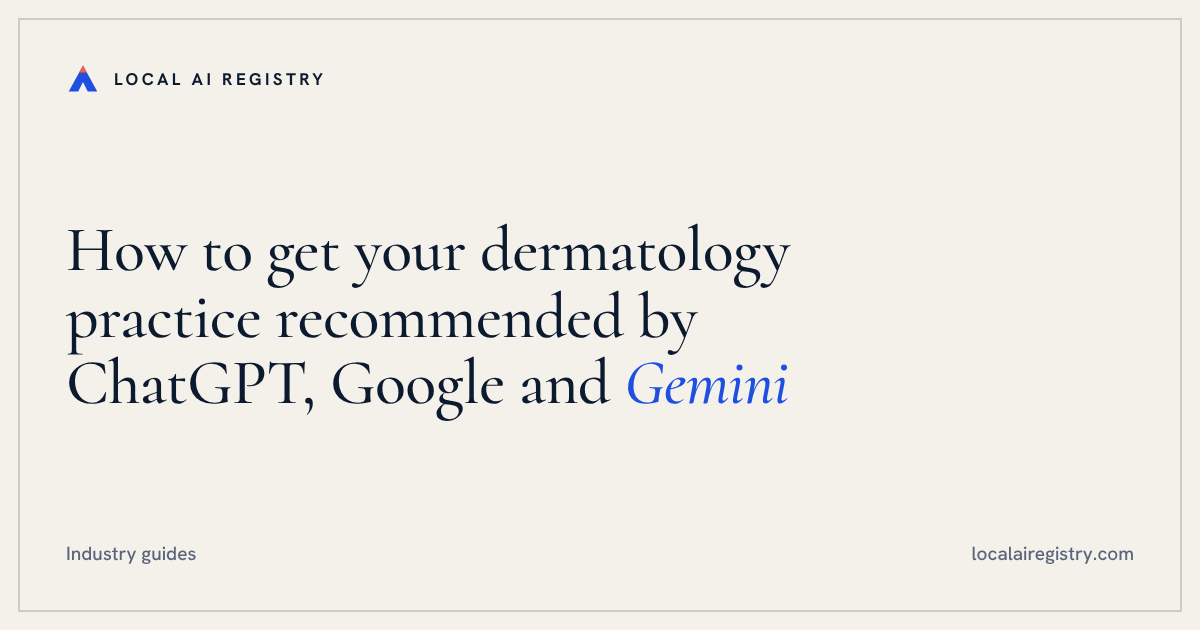 LOCAL AI REGISTRY
How to get your dermatology
practice recommended by
ChatGPT, Google and Gemini
Industry guides
localairegistry.com